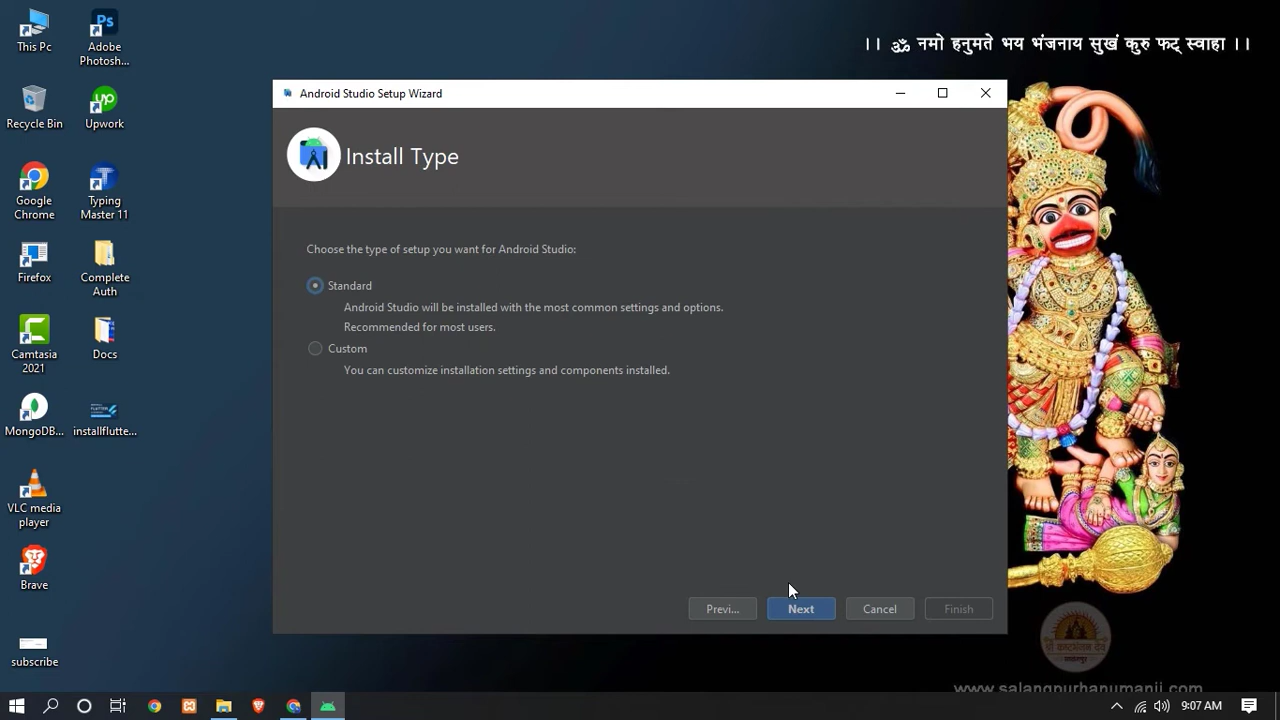 This Pc
Adobe
Photosh...
।। ॐ नमो हनुमते भय भंजनाय सुखं कुरु फट् स्वाहा ।।
Android Studio Setup Wizard
Recycle Bin
Upwork
Install Type
Google
Chrome
Typing
Master 11
Choose the type of setup you want for Android Studio:
Firefox
Complete
Auth
Standard
Android Studio will be installed with the most common settings and options.
Recommended for most users.
Camtasia
2021
Docs
Custom
You can customize installation settings and components installed.
MongoDB...
installflutte...
VLC media
player
Brave
Previ...
Next
Cancel
Finish
subscribe
www.salangpurhanumanji.com
9:07 AM